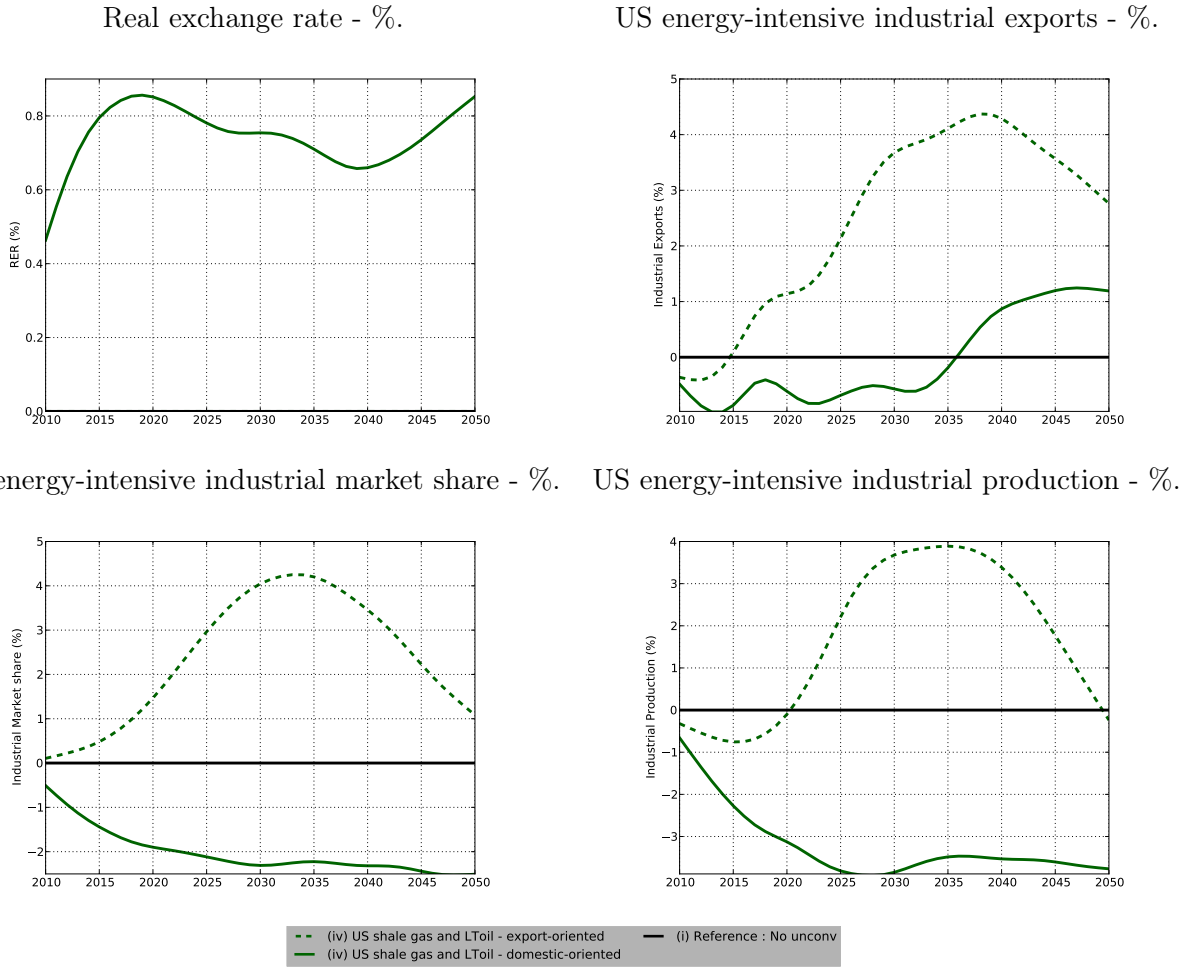 Real exchange rate - %.
US energy-intensive industrial exports - %.
RER (%)
0.8
0.6
0.4
0.2
0.0
2010 2015 2020 2025 2030 2035 2040 2045 2050
Industrial Exports (%)
5
4
3
2
1
0
2010 2015 2020 2025 2030 2035 2040 2045 2050
energy-intensive industrial market share - %.
US energy-intensive industrial production - %.
Industrial Market share (%)
5
4
3
2
1
0
−1
−2
2010 2015 2020 2025 2030 2035 2040 2045 2050
Industrial Production (%)
4
3
2
1
0
−1
−2
−3
2010 2015 2020 2025 2030 2035 2040 2045 2050
(iv) US shale gas and LToil - export-oriented
(iv) US shale gas and LToil - domestic-oriented
(i) Reference : No unconv